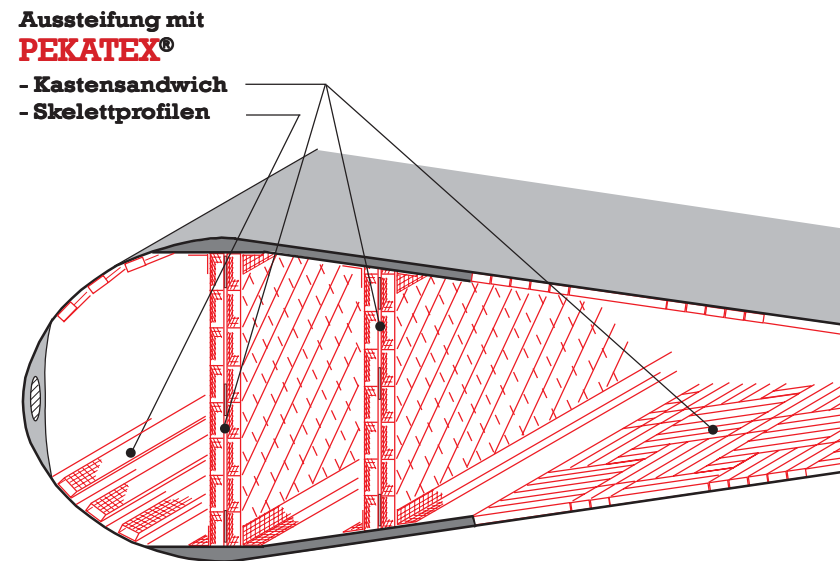 Aussteifung mit
PEKATEX®
- Kastensandwich
- Skelettprofilen